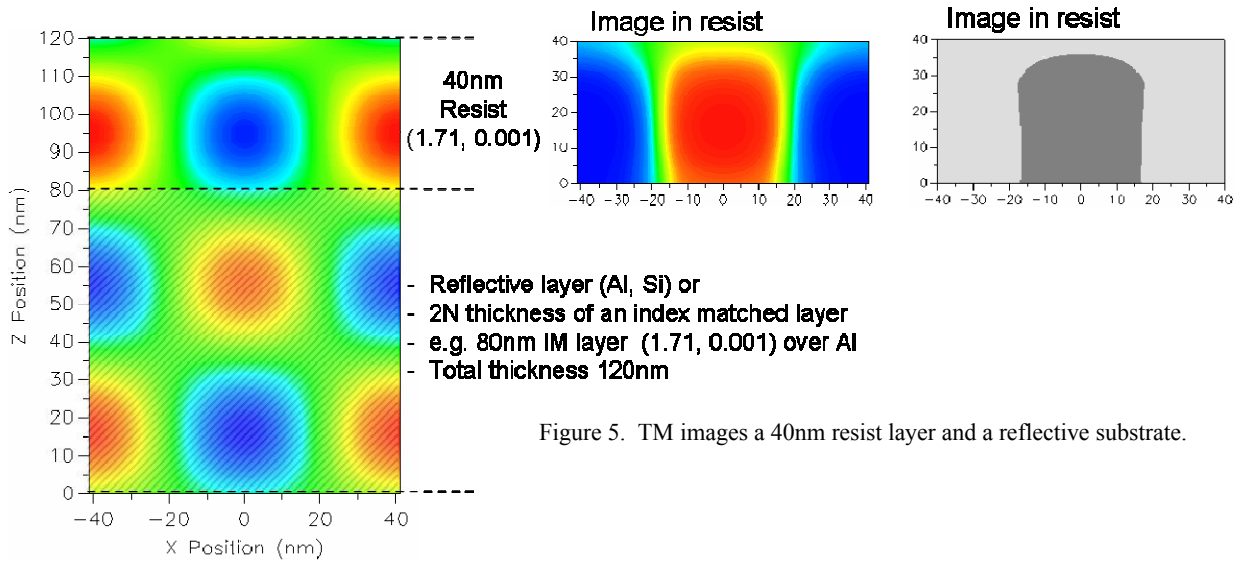 Image in resist
Image in resist
120
110
100
90
80
70
60
50
40
30
20
10
0
Z Position (nm)
-40 -20 0 20 40
X Position (nm)
40nm
Resist
(1.71, 0.001)
40
30
20
10
0
-40 -30 -20 -10 0 10 20 30 40
40
30
20
10
0
-40 -30 -20 -10 0 10 20 30 40
- Reflective layer (Al, Si) or
- 2N thickness of an index matched layer
- e.g. 80nm IM layer (1.71, 0.001) over Al
- Total thickness 120nm
Figure 5. TM images a 40nm resist layer and a reflective substrate.